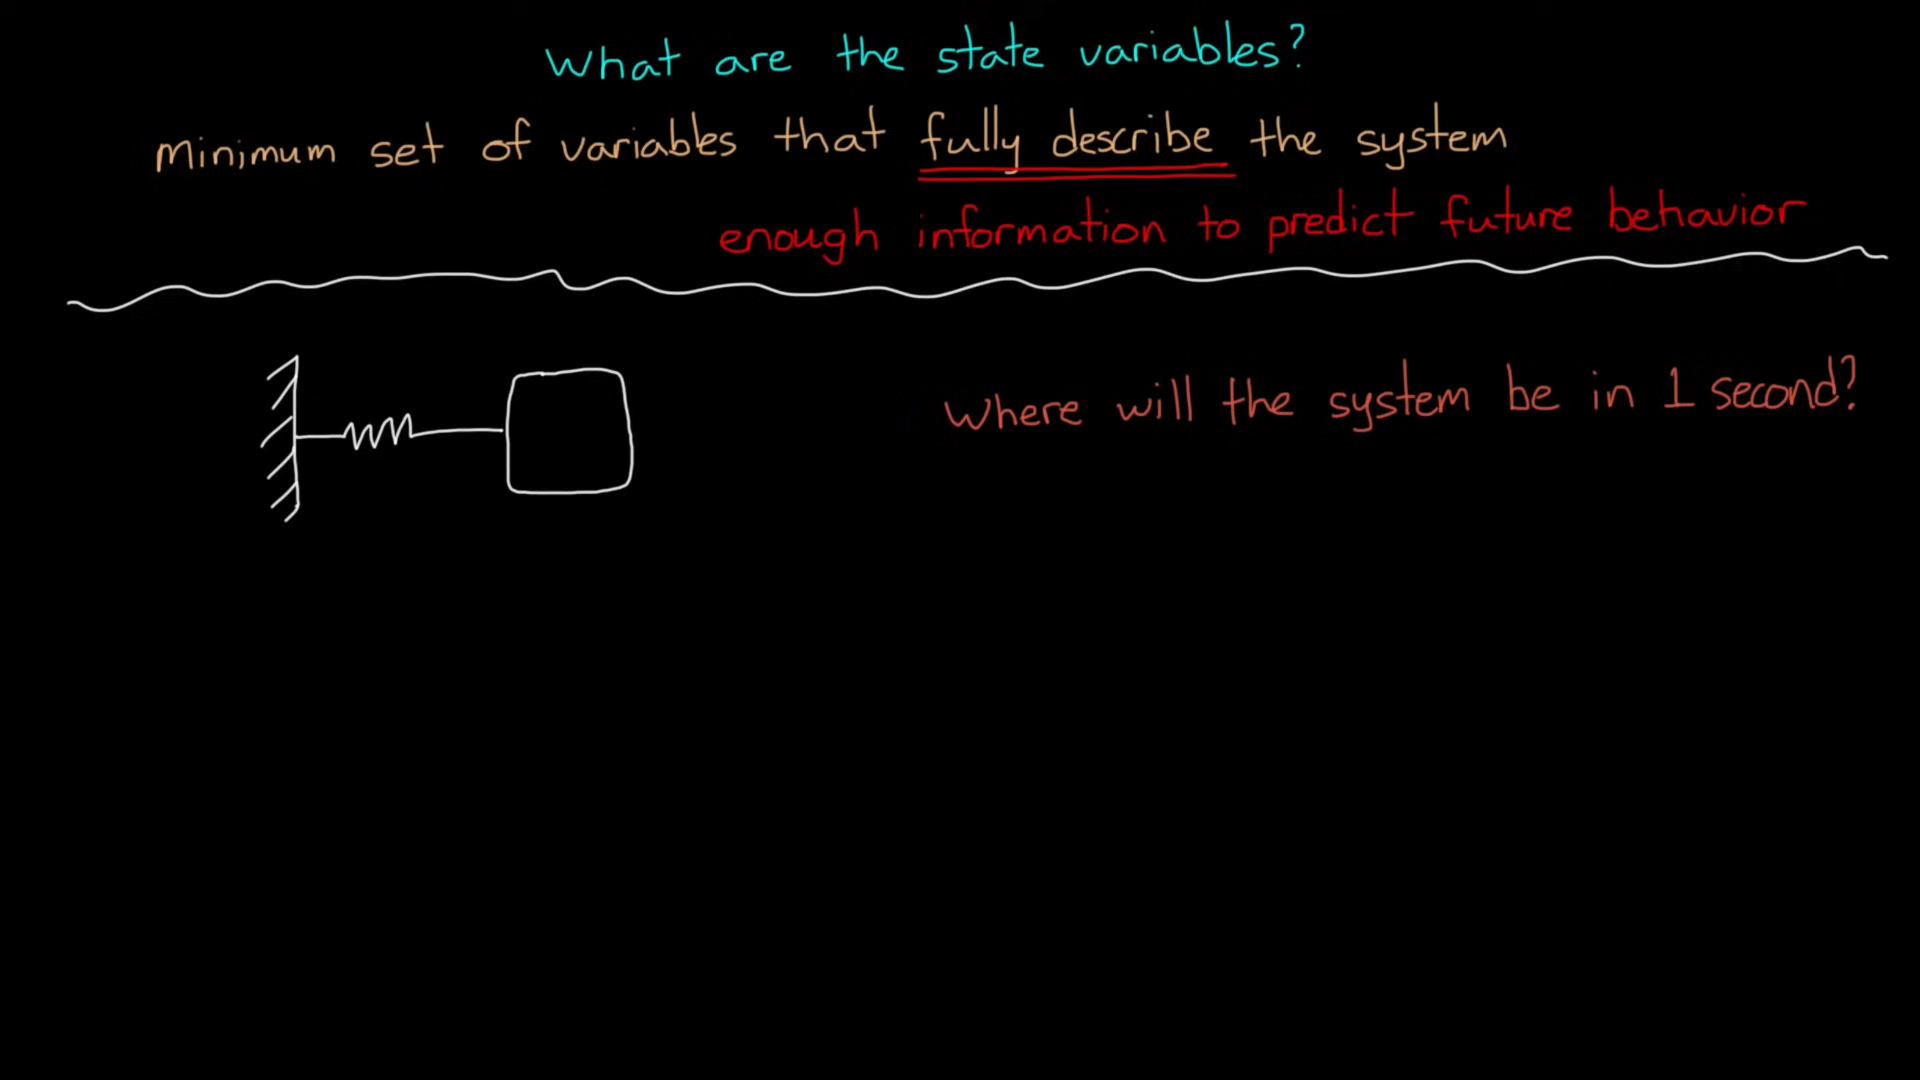 What are the state variables?
Minimum set of variables that fully describe the system
enough information to predict future behavior
Where will the system be in 1 second?